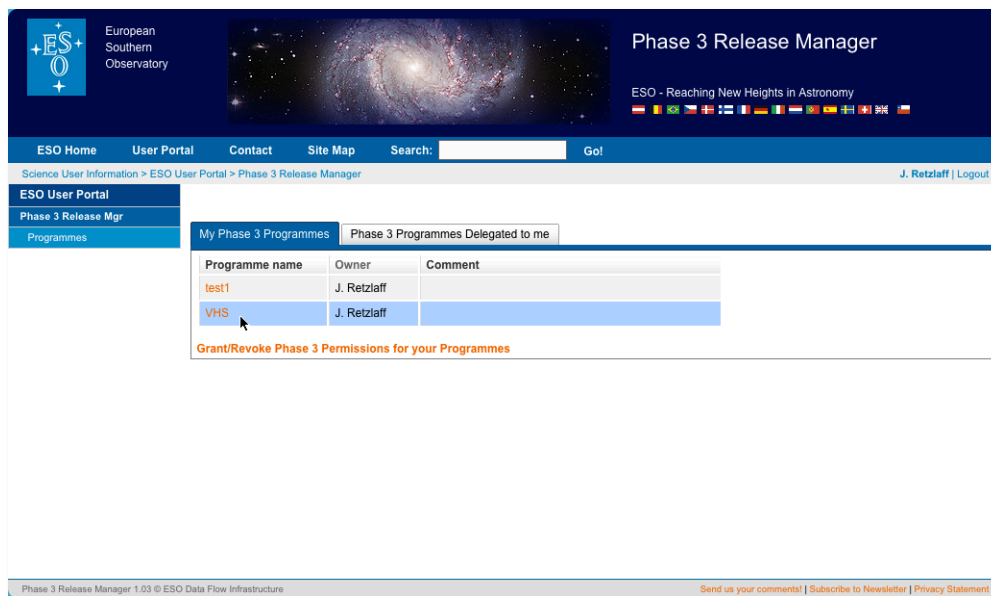 European
Southern
Observatory
ESO
Phase 3 Release Manager
ESO - Reaching New Heights in Astronomy
ESO Home User Portal Contact Site Map Search: Go!
Science User Information > ESO User Portal > Phase 3 Release Manager J. Retzlaff | Logout
ESO User Portal
Phase 3 Release Mgr
Programmes
My Phase 3 Programmes Phase 3 Programmes Delegated to me
Programme name Owner Comment
test1 J. Retzlaff
VHS J. Retzlaff
Grant/Revoke Phase 3 Permissions for your Programmes
Phase 3 Release Manager 1.03 © ESO Data Flow Infrastructure Send us your comments! | Subscribe to Newsletter | Privacy Statement